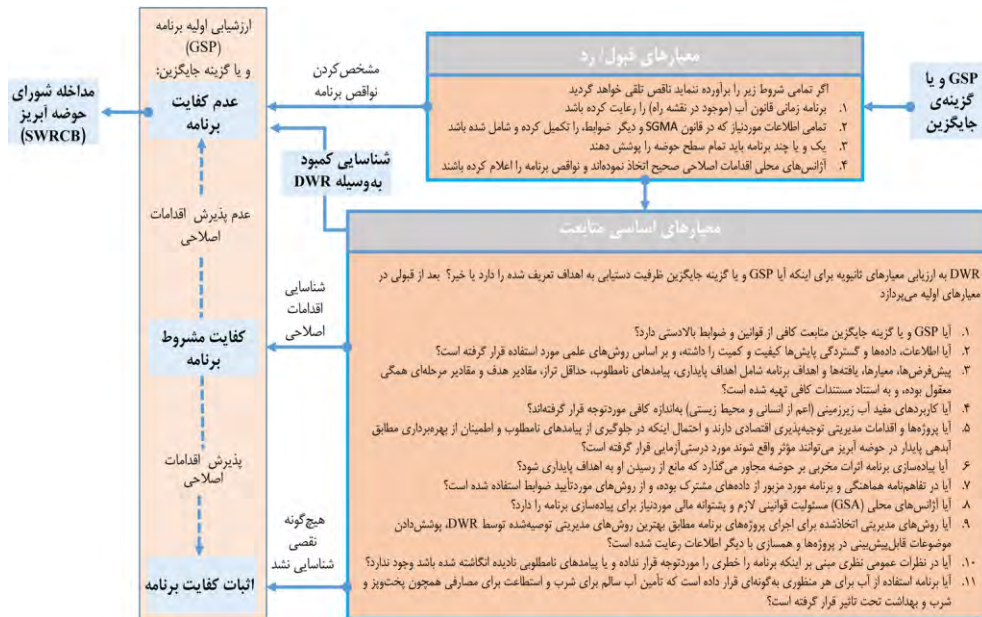 GSP و یا
گزینه‌ی
جایگزین
معیارهای قبول/ رد
اگر تمامی شروط زیر را برآورده ننماید ناقص تلقی خواهد گردید
۱. برنامه زمانی قانون آب (موجود در نقشه راه) را رعایت کرده باشد
۲. تمامی اطلاعات موردنیاز که در قانون SGMA و دیگر ضوابط، را تکمیل کرده و شامل شده باشد
۳. یک و یا چند برنامه باید تمام سطح حوضه را پوشش دهند
۴. آژانس‌های محلی اقدامات اصلاحی صحیح اتخاذ نموده‌اند و نواقص برنامه را اعلام کرده باشند
مشخص‌کردن
نواقص برنامه
ارزشیابی اولیه برنامه
(GSP)
و یا گزینه جایگزین:
عدم کفایت
برنامه
مداخله شورای
حوضه آبریز
(SWRCB)
شناسایی کمبود
به‌وسیله DWR
عدم پذیرش اقدامات
اصلاحی
معیارهای اساسی متابعت
DWR به ارزیابی معیارهای ثانویه برای اینکه آیا GSP و یا گزینه جایگزین ظرفیت دستیابی به اهداف تعریف شده را دارد یا خیر؟ بعد از قبولی در
معیارهای اولیه می‌پردازد
۱. آیا GSP و یا گزینه جایگزین متابعت کافی از قوانین و ضوابط بالادستی دارد؟
۲. آیا اطلاعات، داده‌ها و گستردگی پایش‌ها کیفیت و کمیت را داشته، و بر اساس روش‌های علمی مورد استفاده قرار گرفته است؟
۳. پیش‌فرض‌ها، معیارها، یافته‌ها و اهداف برنامه شامل اهداف پایداری، پیامدهای نامطلوب، حداقل تراز، مقادیر هدف و مقادیر مرحله‌ای همگی
معقول بوده، و به استناد مستندات کافی تهیه شده است؟
۴. آیا کاربردهای مفید آب زیرزمینی (اعم از انسانی و محیط زیستی) به‌اندازه کافی موردتوجه قرار گرفته‌اند؟
۵. آیا پروژه‌ها و اقدامات مدیریتی توجیه‌پذیری اقتصادی دارند و احتمال اینکه در جلوگیری از پیامدهای نامطلوب و اطمینان از بهره‌برداری مطابق
آبدهی پایدار در حوضه آبریز می‌توانند مؤثر واقع شوند مورد درستی‌آزمایی قرار گرفته است؟
۶. آیا پیاده‌سازی برنامه اثرات مخربی بر حوضه مجاور می‌گذارد که مانع از رسیدن او به اهداف پایداری شود؟
۷. آیا در تفاهم‌نامه هماهنگی و برنامه مورد مزبور از داده‌های مشترک بوده، و از روش‌های موردتأیید ضوابط استفاده شده است؟
۸. آیا آژانس‌های محلی (GSA) مسئولیت قوانینی لازم و پشتوانه مالی موردنیاز برای پیاده‌سازی برنامه را دارد؟
۹. آیا روش‌های مدیریتی اتخاذشده برای اجرای پروژه‌های برنامه مطابق بهترین روش‌های مدیریتی توصیه‌شده توسط DWR، پوشش‌دادن
موضوعات قابل‌پیش‌بینی در پروژه‌ها و همسازی با دیگر اطلاعات رعایت شده است؟
۱۰. آیا در نظرات عمومی نظری مبنی بر اینکه برنامه را خطری را موردتوجه قرار نداده و یا پیامدهای نامطلوبی نادیده انگاشته شده باشد وجود ندارد؟
۱۱. آیا برنامه استفاده از آب برای هر منظوری به‌گونه‌ای قرار داده است که تأمین آب سالم برای شرب و استطاعت برای مصارفی همچون پخت‌وپز و
شرب و بهداشت تحت تاثیر قرار گرفته است؟
شناسایی
اقدامات
اصلاحی
کفایت مشروط
برنامه
پذیرش اقدامات
اصلاحی
هیچ‌گونه
نقصی
شناسایی نشد
اثبات کفایت برنامه